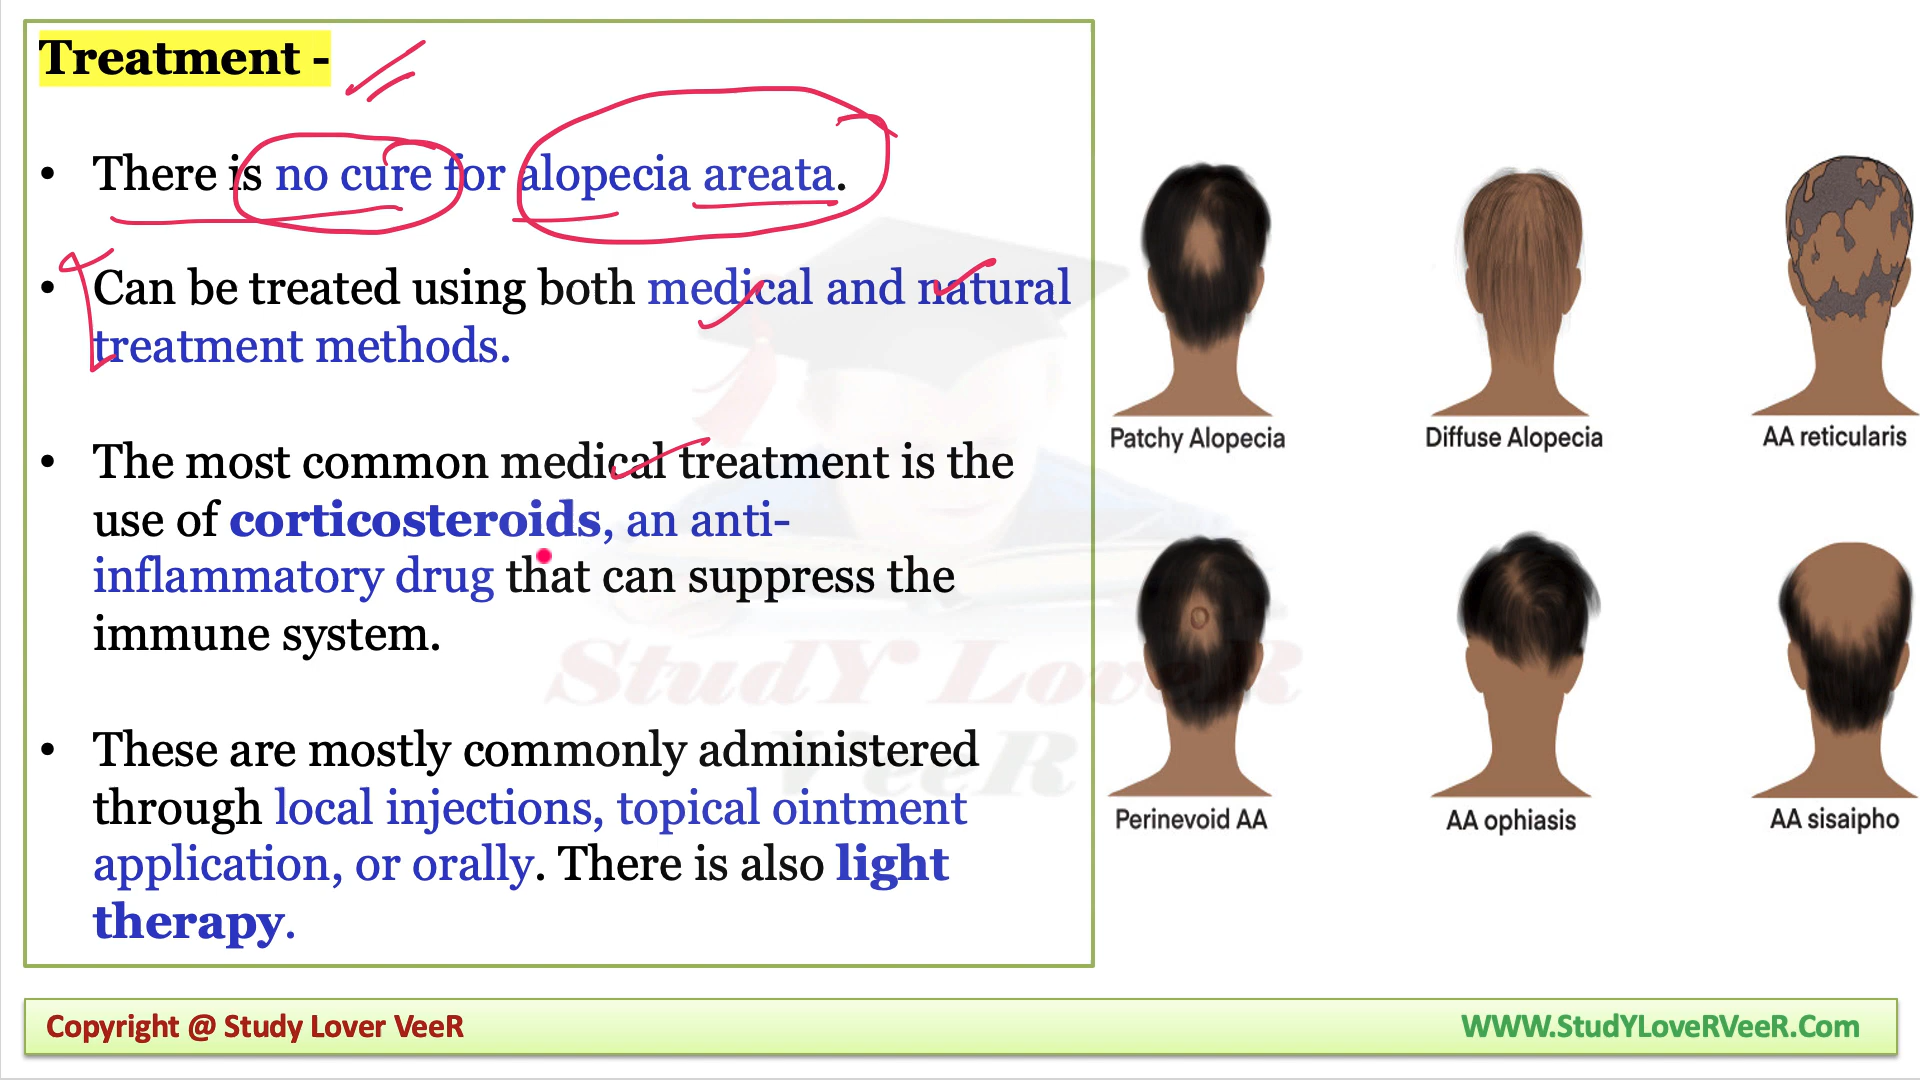 Treatment -
• There is no cure for alopecia areata.
• Can be treated using both medical and natural
treatment methods.
• The most common medical treatment is the
use of corticosteroids, an anti-
inflammatory drug that can suppress the
immune system.
• These are mostly commonly administered
through local injections, topical ointment
application, or orally. There is also light
therapy.
Patchy Alopecia
Diffuse Alopecia
AA reticularis
Perinevoid AA
AA ophiasis
AA sisaipho
StudY LoveR
VeeR
Copyright @ Study Lover VeeR
WWW.StudYLoveRVeeR.Com